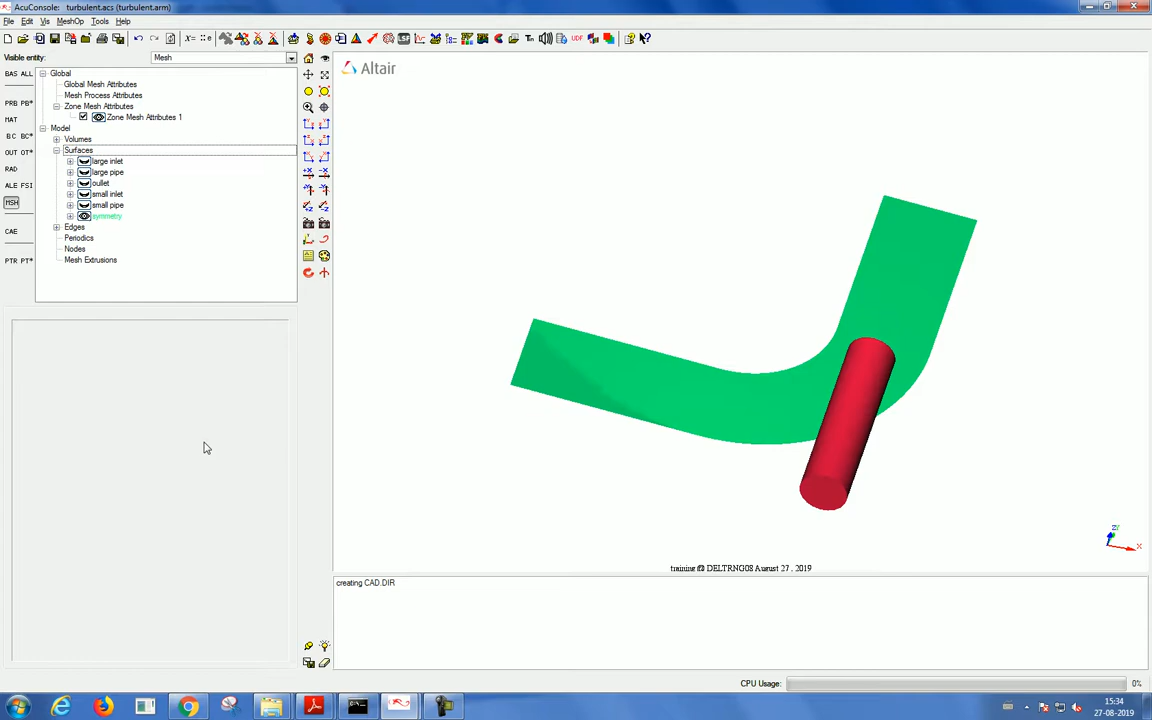 AcuConsole: turbulent.acs (turbulent.arm)
File Edit Vis MeshOp Tools Help
Visible entity: Mesh
BAS ALL
PRB PB*
MAT
B.C BC*
OUT OT*
RAD
ALE FSI
MSH
CAE
PTR PT*
Global
Global Mesh Attributes
Mesh Process Attributes
Zone Mesh Attributes
Zone Mesh Attributes 1
Model
Volumes
Surfaces
large inlet
large pipe
oullet
small inlet
small pipe
symmetry
Edges
Periodics
Nodes
Mesh Extrusions
Altair
training @ DELTRNG08 August 27 , 2019
creating CAD.DIR
CPU Usage: 0%
15:34
27-08-2019